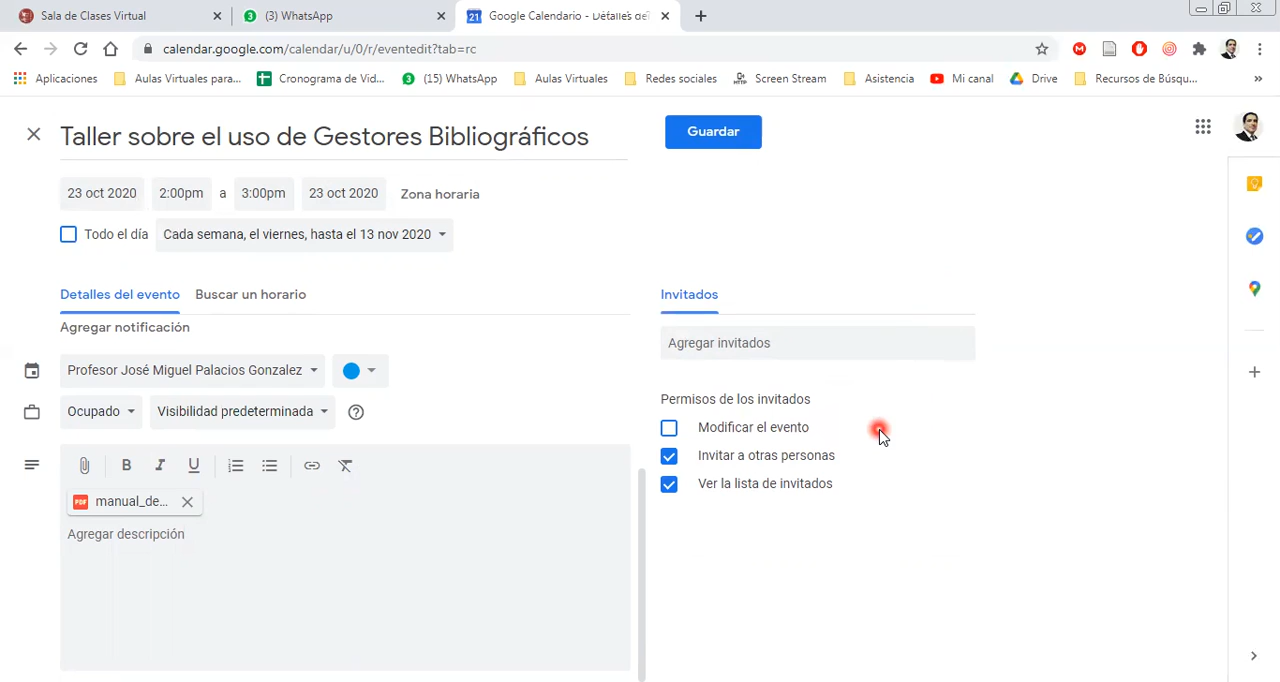 Sala de Clases Virtual
(3) WhatsApp
Google Calendario - Detalles de
calendar.google.com/calendar/u/0/r/eventedit?tab=rc
Aplicaciones
Aulas Virtuales para...
Cronograma de Vid...
(15) WhatsApp
Aulas Virtuales
Redes sociales
Screen Stream
Asistencia
Mi canal
Drive
Recursos de Búsqu...
Taller sobre el uso de Gestores Bibliográficos
Guardar
23 oct 2020 2:00pm a 3:00pm 23 oct 2020 Zona horaria
Todo el día Cada semana, el viernes, hasta el 13 nov 2020
Detalles del evento Buscar un horario
Agregar notificación
Profesor José Miguel Palacios Gonzalez
Ocupado Visibilidad predeterminada
B I U
PDF manual_de...
Agregar descripción
Invitados
Agregar invitados
Permisos de los invitados
Modificar el evento
Invitar a otras personas
Ver la lista de invitados